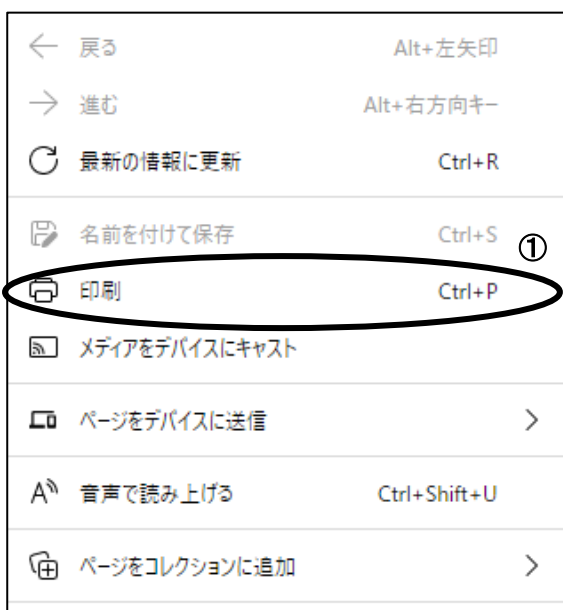 戻る Alt+左矢印
進む Alt+右方向キー
最新の情報に更新 Ctrl+R
名前を付けて保存 Ctrl+S
①
印刷 Ctrl+P
メディアをデバイスにキャスト
ページをデバイスに送信
音声で読み上げる Ctrl+Shift+U
ページをコレクションに追加